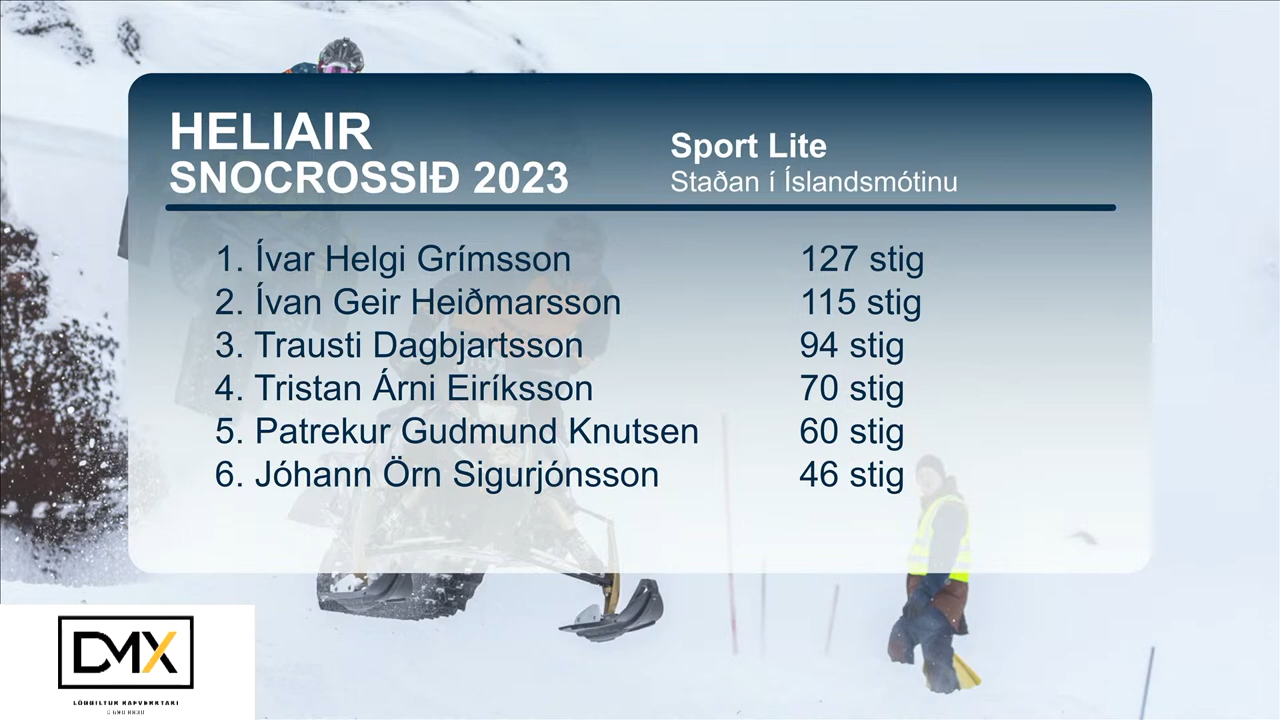 HELIAIR
SNOCROSSIÐ 2023
Sport Lite
Staðan í Íslandsmótinu
1. Ívar Helgi Grímsson 127 stig
2. Ívan Geir Heiðmarsson 115 stig
3. Trausti Dagbjartsson 94 stig
4. Tristan Árni Eiríksson 70 stig
5. Patrekur Gudmund Knutsen 60 stig
6. Jóhann Örn Sigurjónsson 46 stig
DMX
LÖGGILTUR RAFVERKTAKI